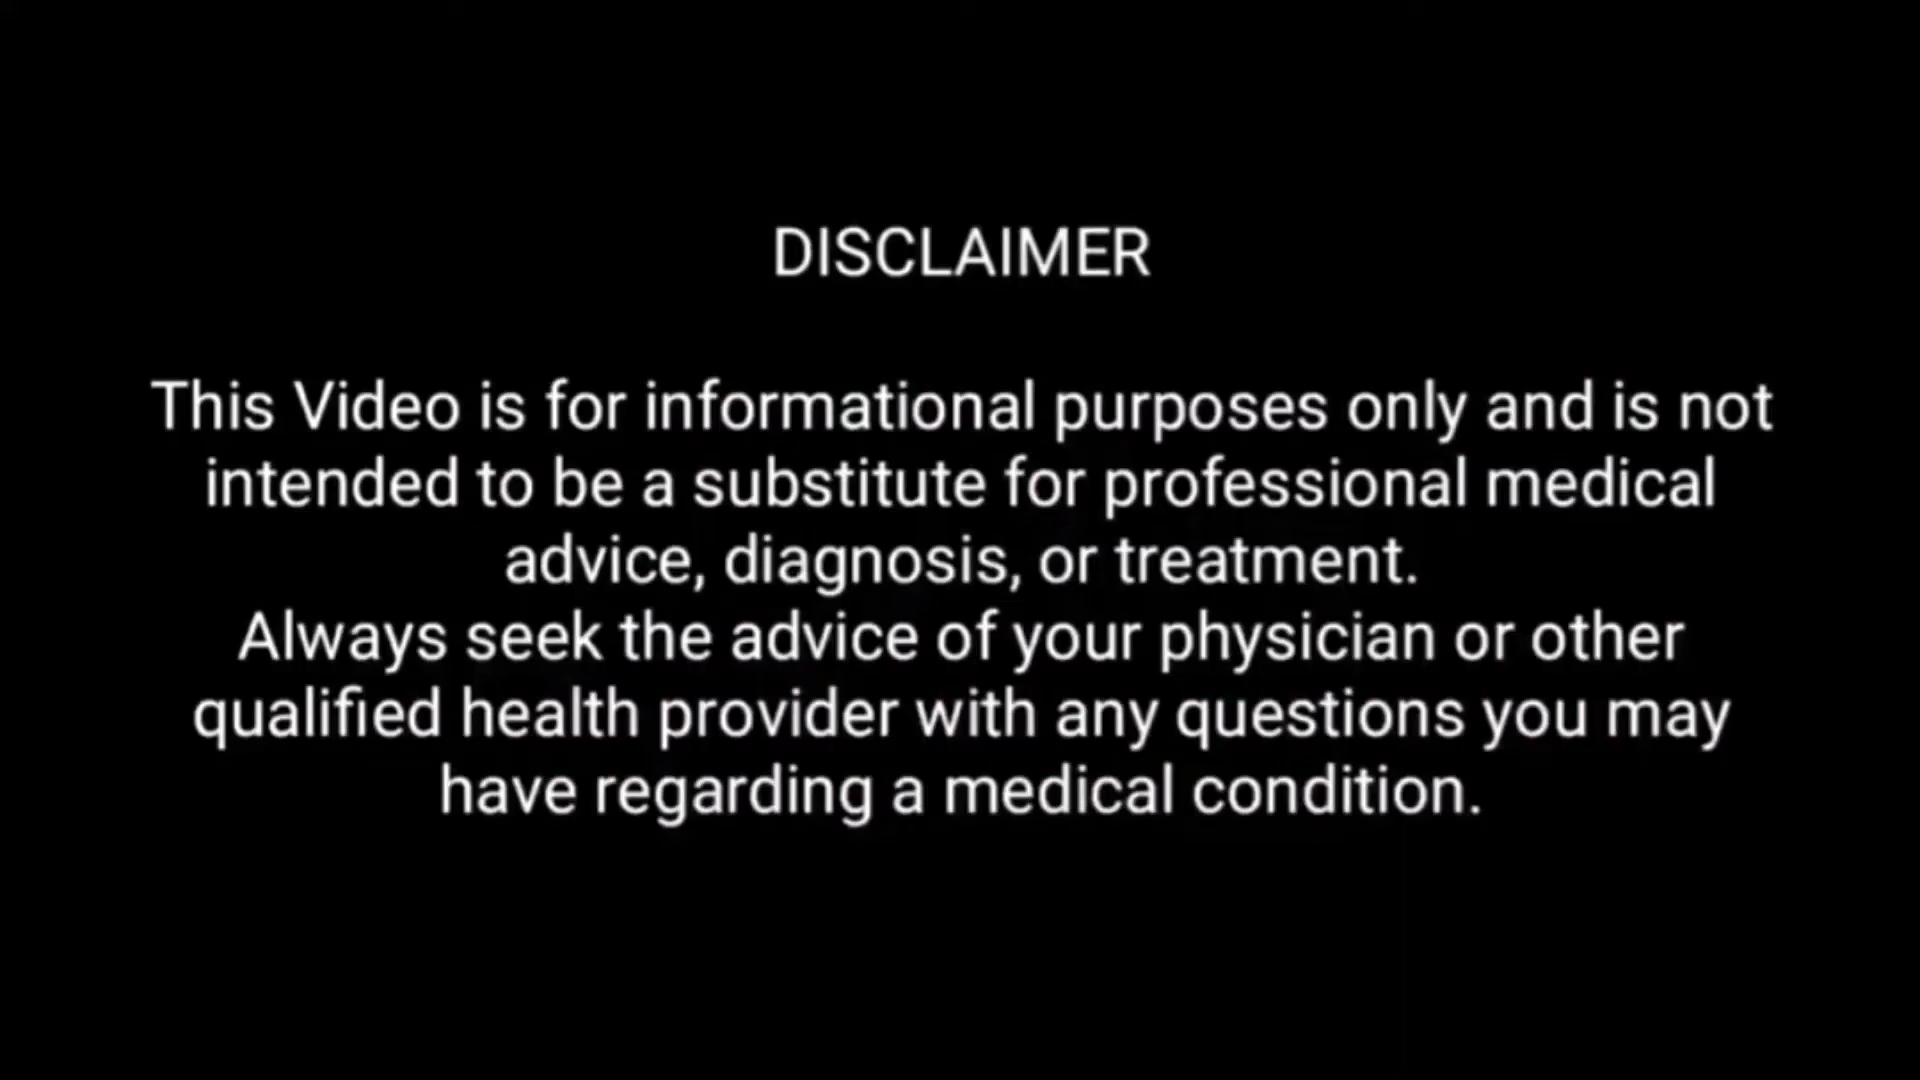 DISCLAIMER
This Video is for informational purposes only and is not
intended to be a substitute for professional medical
advice, diagnosis, or treatment.
Always seek the advice of your physician or other
qualified health provider with any questions you may
have regarding a medical condition.